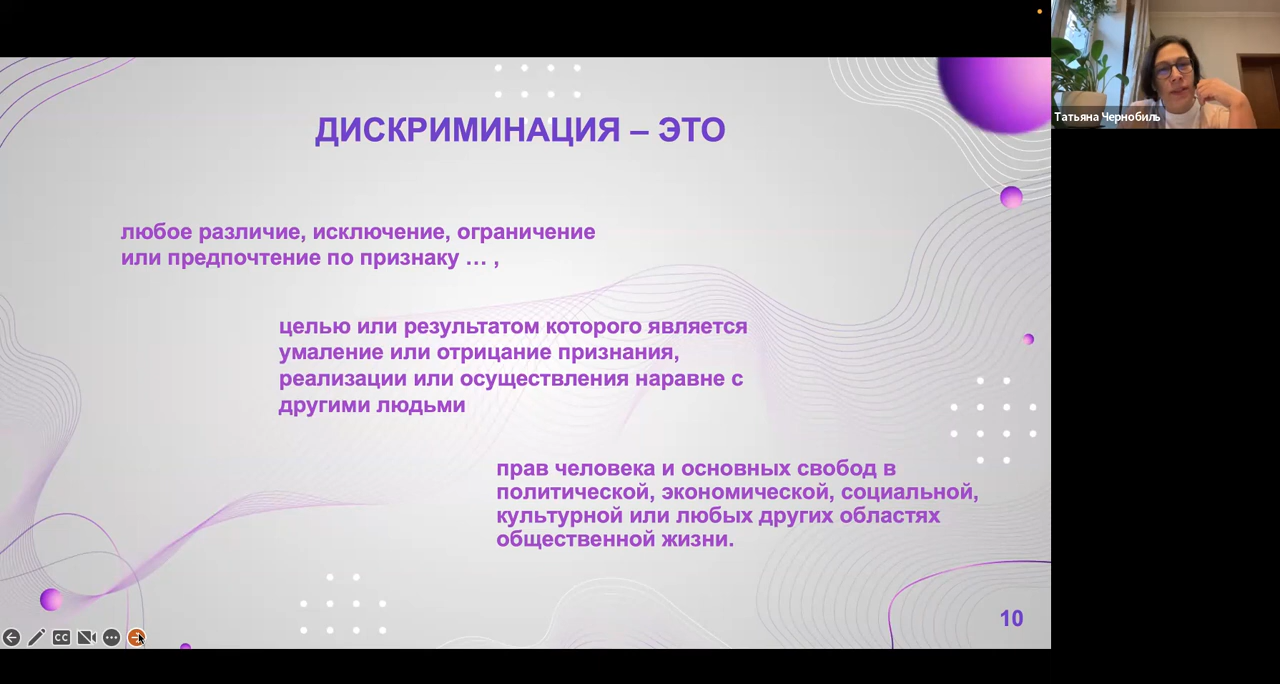 ДИСКРИМИНАЦИЯ – ЭТО
любое различие, исключение, ограничение
или предпочтение по признаку … ,
целью или результатом которого является
умаление или отрицание признания,
реализации или осуществления наравне с
другими людьми
прав человека и основных свобод в
политической, экономической, социальной,
культурной или любых других областях
общественной жизни.
10
CC
Татьяна Чернобиль